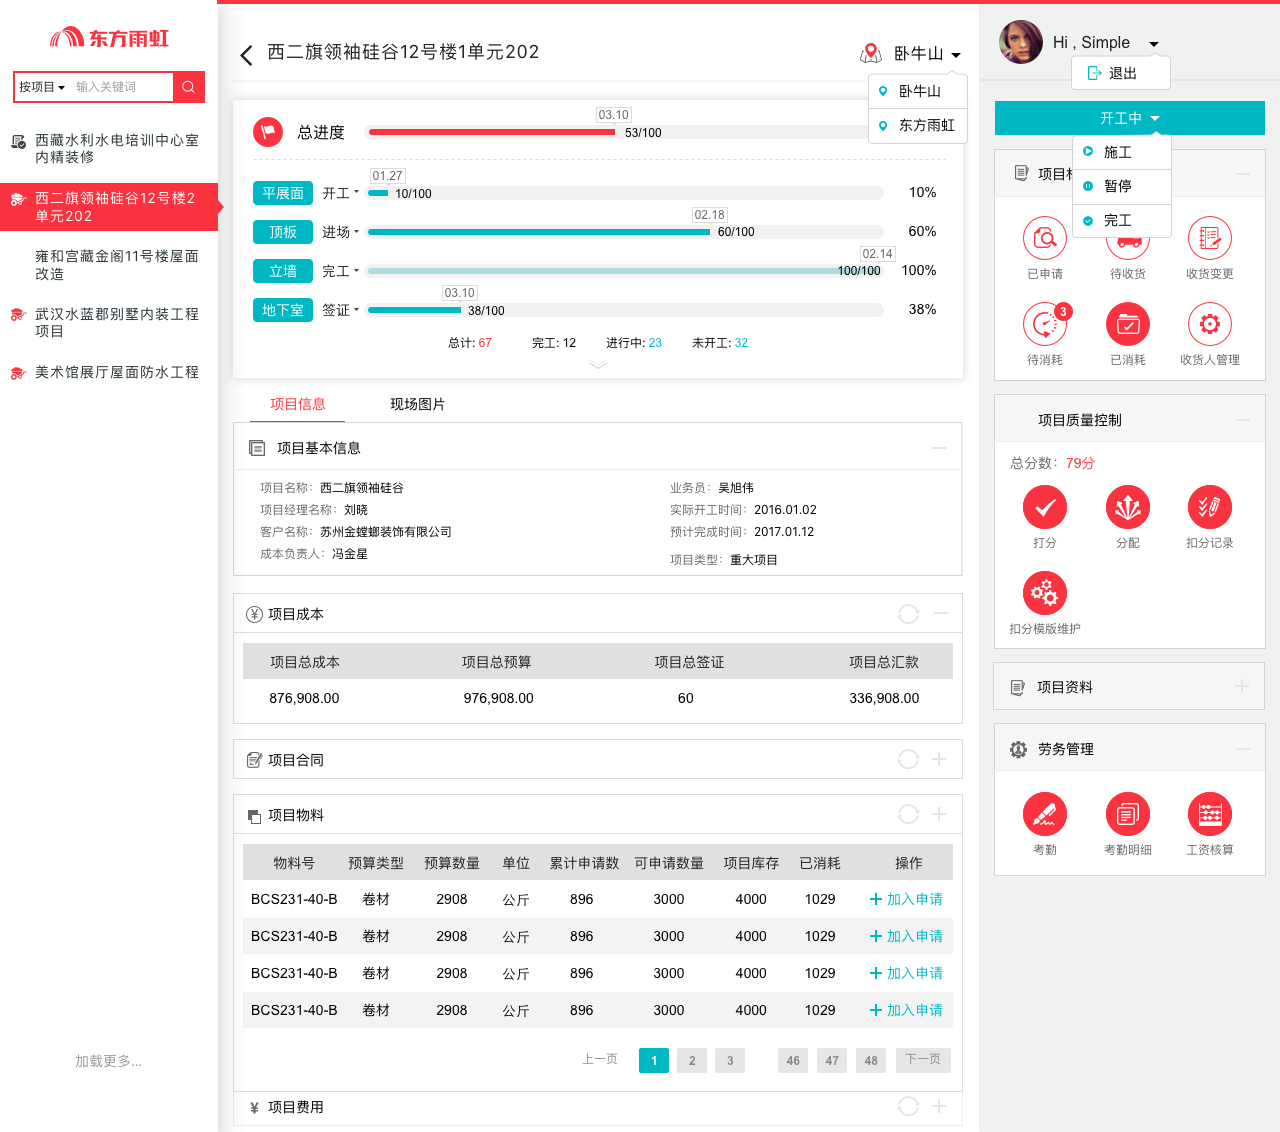 东方雨虹
按项目
输入关键词
西藏水利水电培训中心室
内精装修
西二旗领袖硅谷12号楼2
单元202
雍和宫藏金阁11号楼屋面
改造
武汉水蓝郡别墅内装工程
项目
美术馆展厅屋面防水工程
加载更多...
西二旗领袖硅谷12号楼1单元202
卧牛山
卧牛山
东方雨虹
总进度
03.10
53/100
01.27
平展面 开工 10/100 10%
02.18
顶板 进场 60/100 60%
02.14
立墙 完工 100/100 100%
03.10
地下室 签证 38/100 38%
总计: 67 完工: 12 进行中: 23 未开工: 32
项目信息 现场图片
项目基本信息
项目名称: 西二旗领袖硅谷 业务员: 吴旭伟
项目经理名称: 刘晓 实际开工时间: 2016.01.02
客户名称: 苏州金螳螂装饰有限公司 预计完成时间: 2017.01.12
成本负责人: 冯金星 项目类型: 重大项目
项目成本
项目总成本 项目总预算 项目总签证 项目总汇款
876,908.00 976,908.00 60 336,908.00
项目合同
项目物料
物料号 预算类型 预算数量 单位 累计申请数 可申请数量 项目库存 已消耗 操作
BCS231-40-B 卷材 2908 公斤 896 3000 4000 1029 加入申请
BCS231-40-B 卷材 2908 公斤 896 3000 4000 1029 加入申请
BCS231-40-B 卷材 2908 公斤 896 3000 4000 1029 加入申请
BCS231-40-B 卷材 2908 公斤 896 3000 4000 1029 加入申请
上一页 1 2 3 46 47 48 下一页
¥ 项目费用
Hi , Simple
退出
开工中
施工
暂停
完工
已申请 待收货 收货变更
3
待消耗 已消耗 收货人管理
项目质量控制
总分数: 79分
打分 分配 扣分记录
扣分模版维护
项目资料
劳务管理
考勤 考勤明细 工资核算